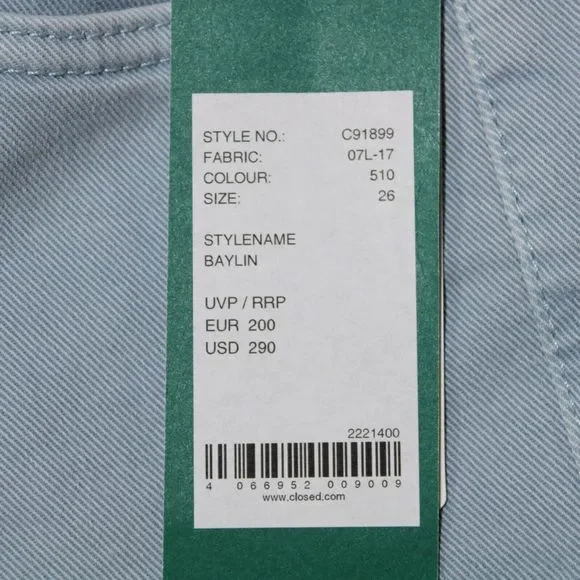 STYLE NO.: C91899
FABRIC: 07L-17
COLOUR: 510
SIZE: 26
STYLENAME
BAYLIN
UVP / RRP
EUR 200
USD 290
2221400
4 066952 009009
www.closed.com